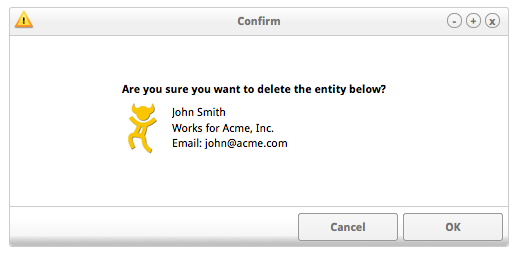 Confirm
- + x
Are you sure you want to delete the entity below?
John Smith
Works for Acme, Inc.
Email: john@acme.com
Cancel OK